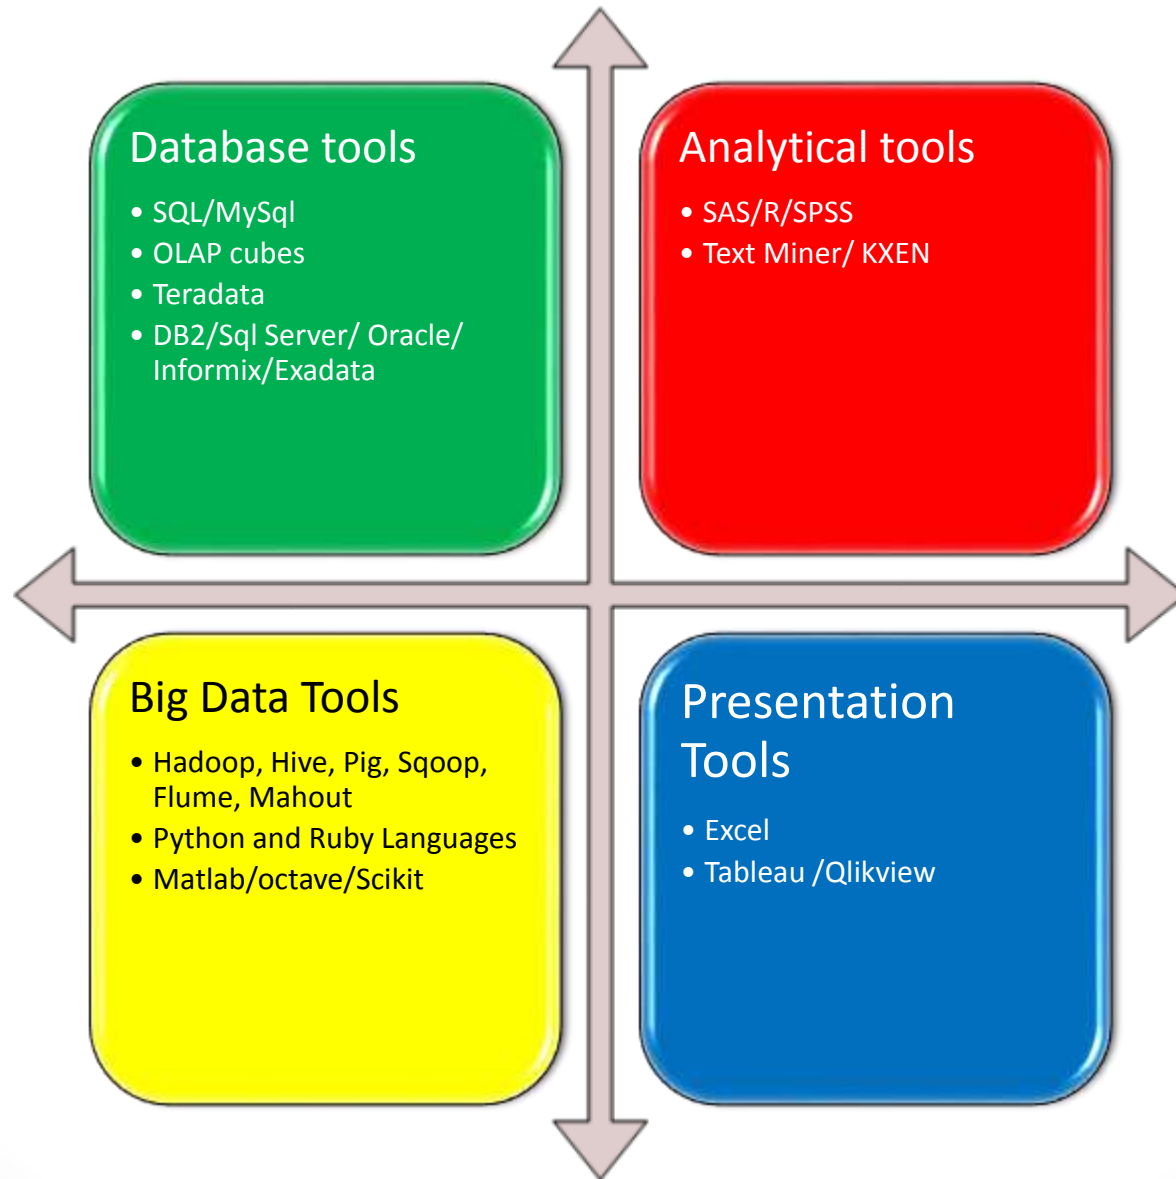 Database tools
• SQL/MySql
• OLAP cubes
• Teradata
• DB2/Sql Server/ Oracle/
Informix/Exadata
Analytical tools
• SAS/R/SPSS
• Text Miner/ KXEN
Big Data Tools
• Hadoop, Hive, Pig, Sqoop,
Flume, Mahout
• Python and Ruby Languages
• Matlab/octave/Scikit
Presentation
Tools
• Excel
• Tableau /Qlikview